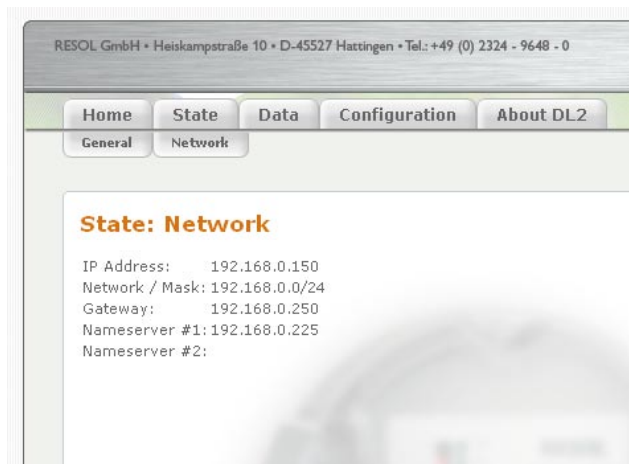 RESOL GmbH • Heiskampstraße 10 • D-45527 Hattingen • Tel.: +49 (0) 2324 - 9648 - 0
Home State Data Configuration About DL2
General Network
State: Network
IP Address: 192.168.0.150
Network / Mask: 192.168.0.0/24
Gateway: 192.168.0.250
Nameserver #1: 192.168.0.225
Nameserver #2: